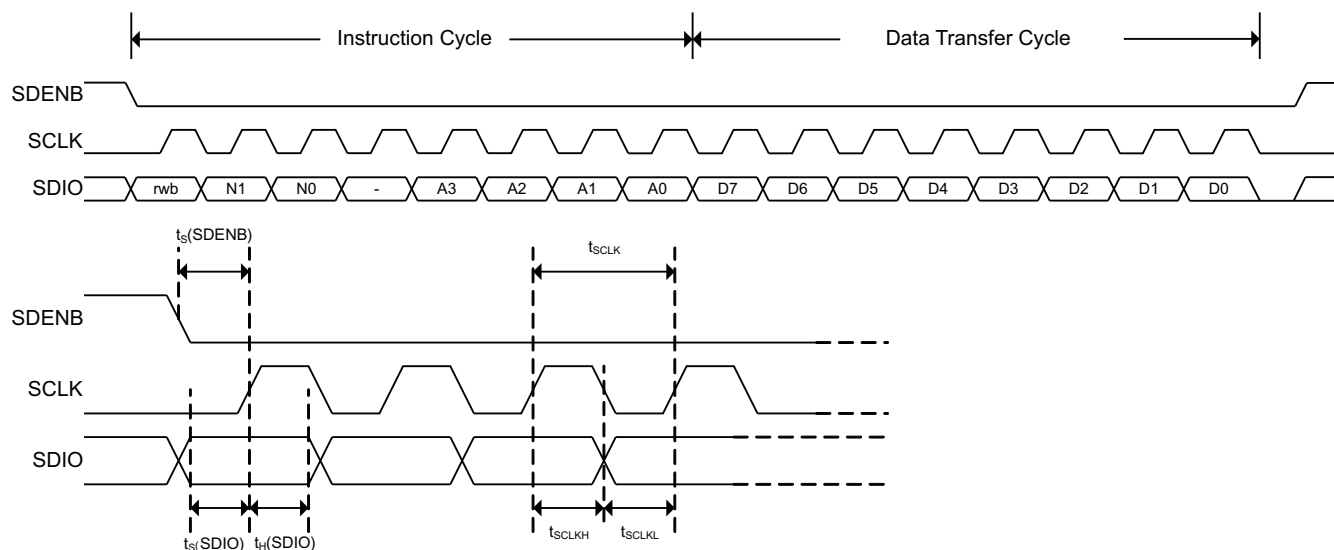 Instruction Cycle Data Transfer Cycle
SDENB
SCLK
SDIO rwb N1 N0 - A3 A2 A1 A0 D7 D6 D5 D4 D3 D2 D1 D0
tS(SDENB) tSCLK
SDENB
SCLK
SDIO
tS(SDIO) tH(SDIO) tSCLKH tSCLKL